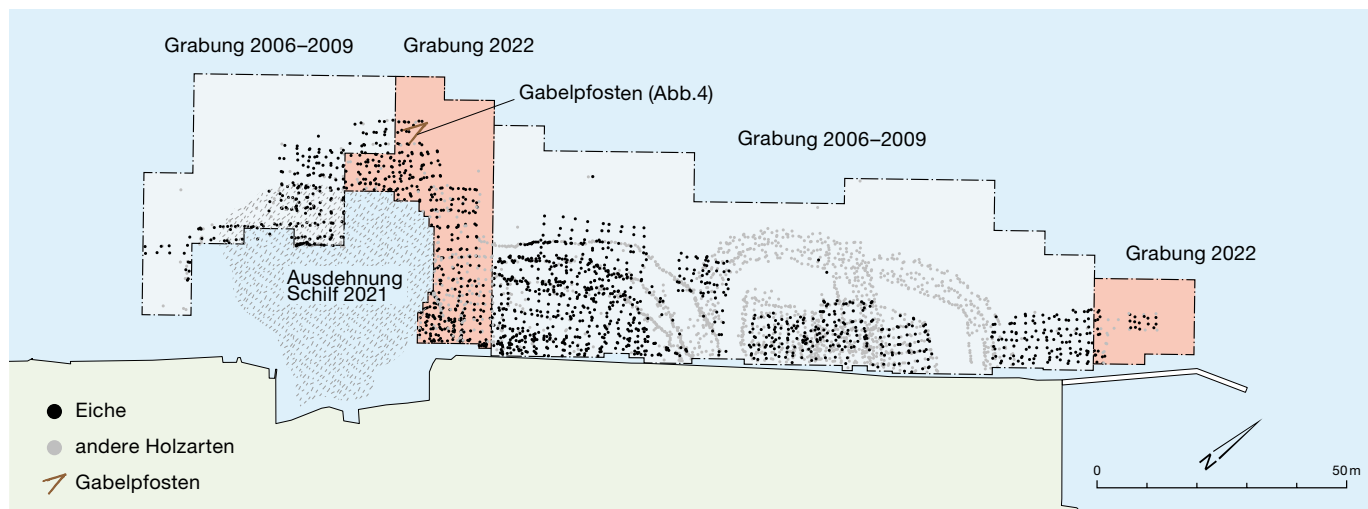 Grabung 2006–2009
Grabung 2022
Gabelpfosten (Abb.4)
Grabung 2006–2009
Grabung 2022
Ausdehnung
Schilf 2021
Eiche
andere Holzarten
Gabelpfosten
N
0
50 m